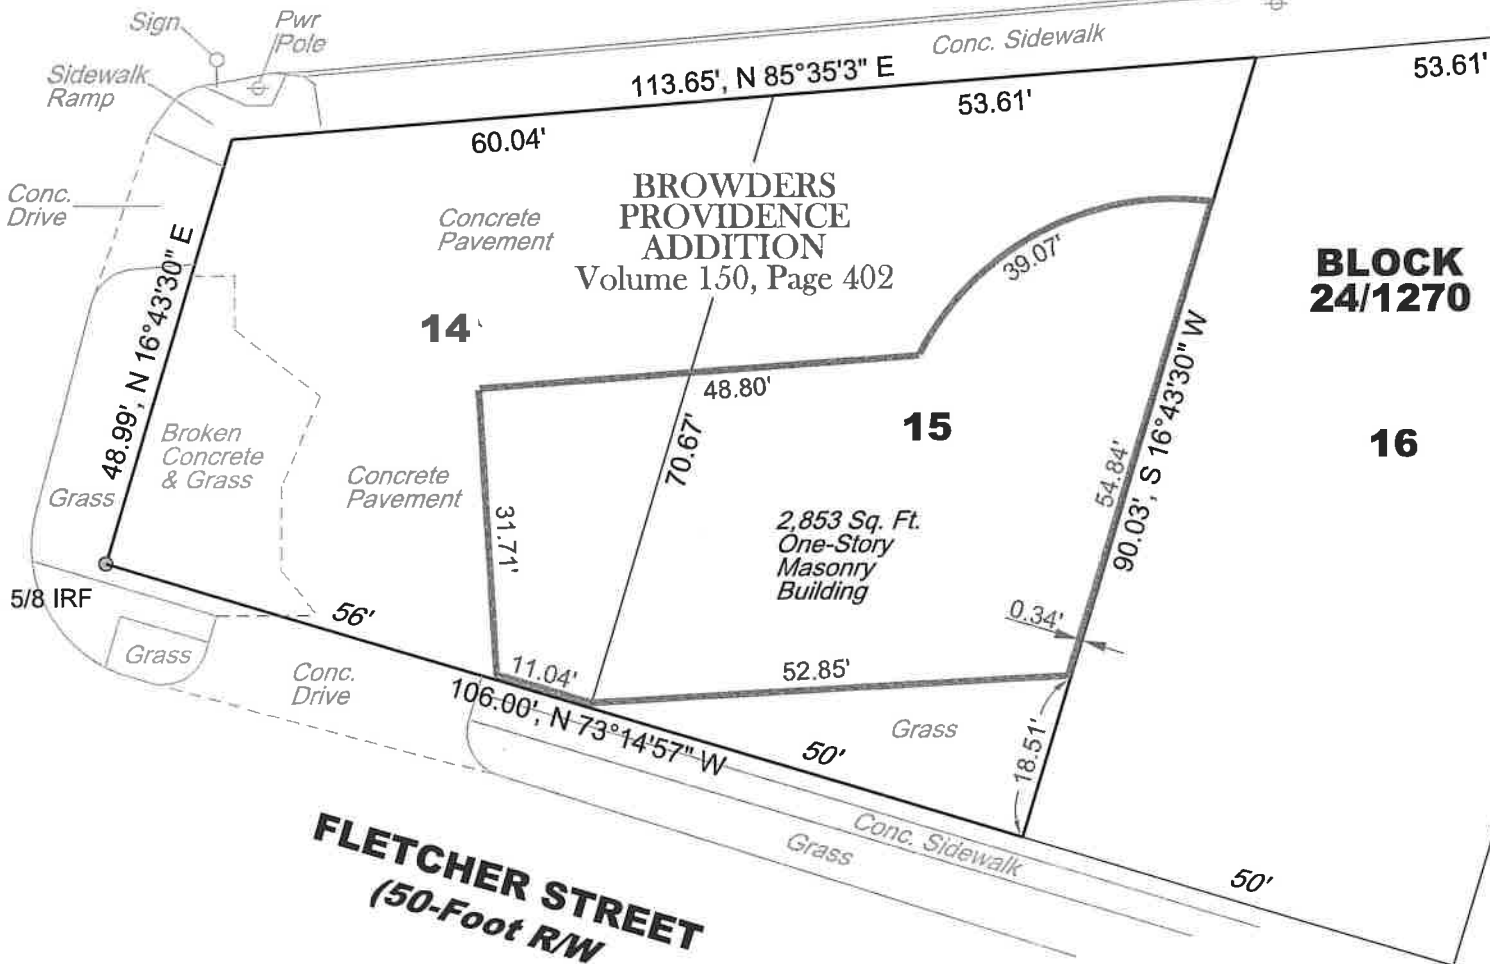 Sign
Pwr
Pole
Conc. Sidewalk
Sidewalk
Ramp
113.65', N 85°35'3" E
53.61'
60.04'
53.61'
Conc.
Drive
Concrete
Pavement
BROWDERS
PROVIDENCE
ADDITION
Volume 150, Page 402
39.07'
BLOCK
24/1270
14
48.99', N 16°43'30" E
48.80'
15
16
Broken
Concrete
& Grass
Grass
Concrete
Pavement
70.67'
31.71'
54.84'
90.03', S 16°43'30" W
2,853 Sq. Ft.
One-Story
Masonry
Building
5/8 IRF
56'
0.34'
Grass
Conc.
Drive
11.04'
52.85'
106.00', N 73°14'57" W
Grass
50'
18.51'
Conc. Sidewalk
Grass
50'
FLETCHER STREET
(50-Foot R/W